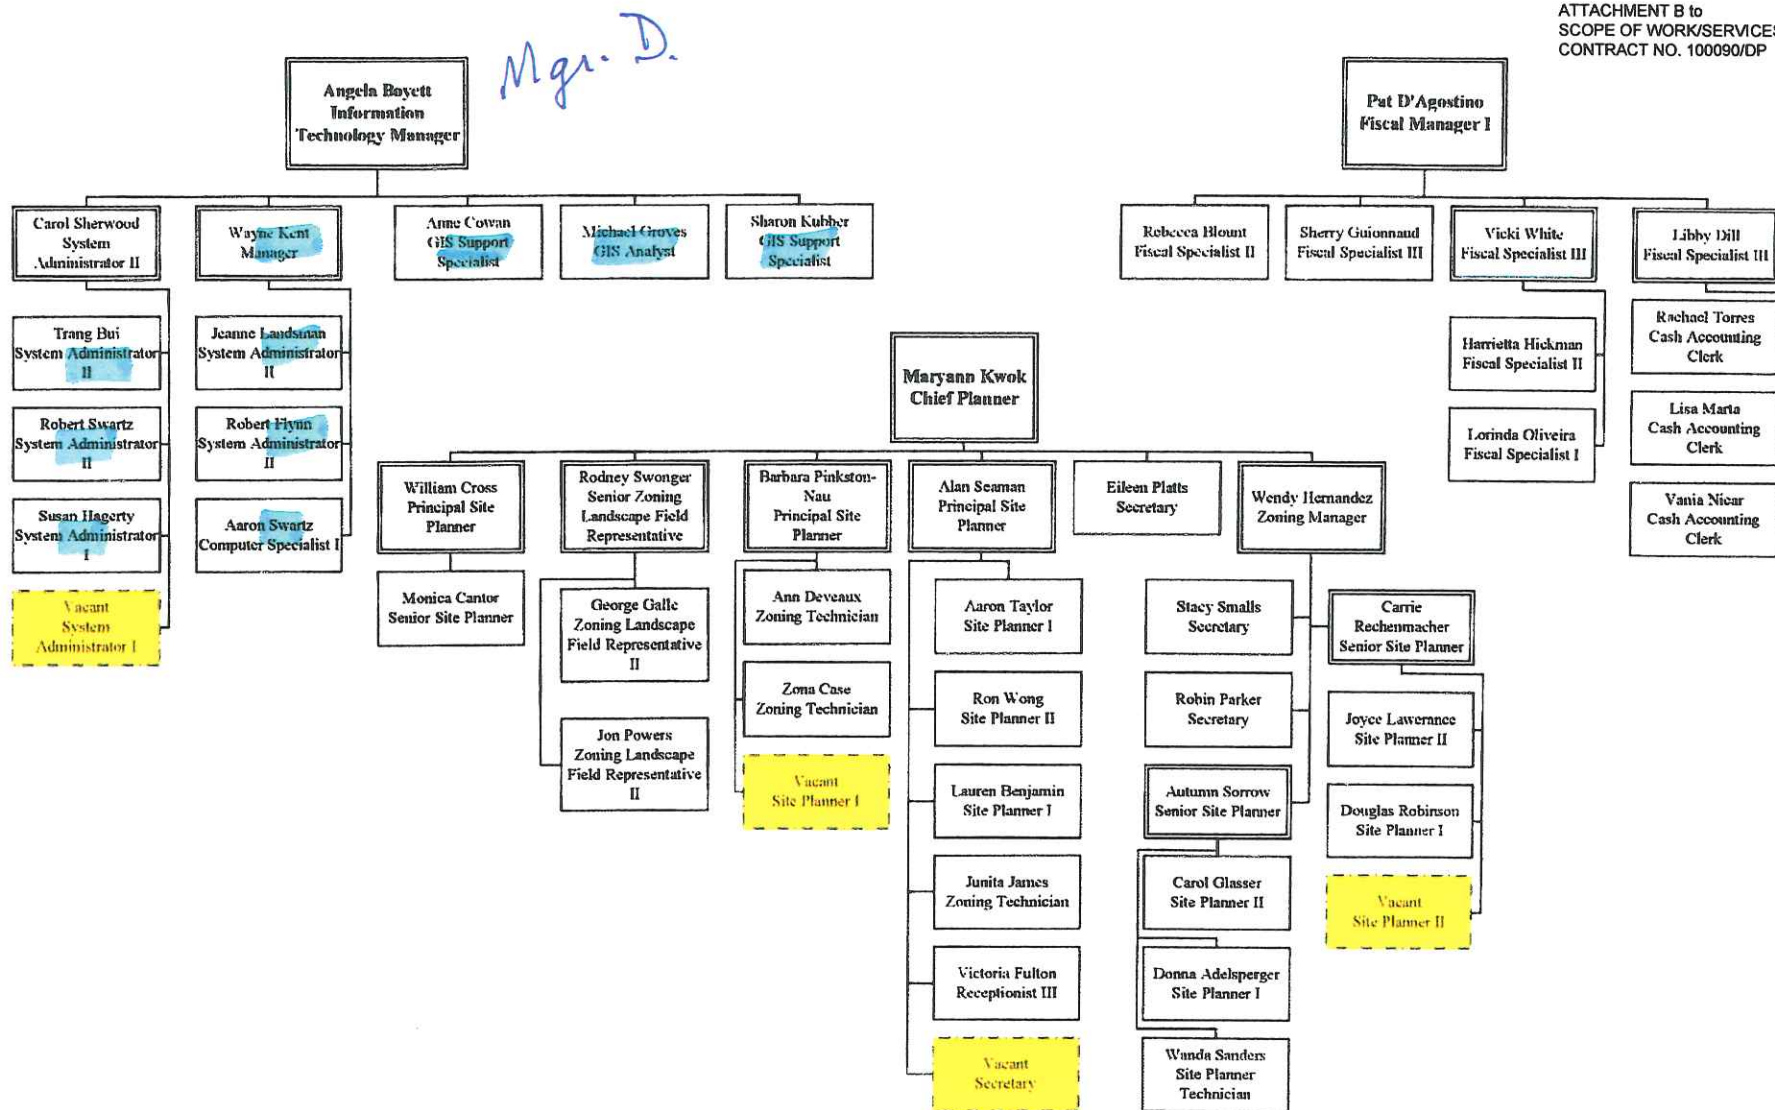 ATTACHMENT B to
SCOPE OF WORK/SERVICES
CONTRACT NO. 100090/DP
Mgr. D.
Angela Boyett
Information
Technology Manager
Pat D'Agostino
Fiscal Manager I
Carol Sherwood
System
Administrator II
Wayne Kent
Manager
Anne Cowan
GIS Support
Specialist
Michael Groves
GIS Analyst
Sharon Kubber
GIS Support
Specialist
Rebecca Blount
Fiscal Specialist II
Sherry Guionnaud
Fiscal Specialist III
Vicki White
Fiscal Specialist III
Libby Dill
Fiscal Specialist III
Trang Bui
System Administrator
II
Jeanne Landsman
System Administrator
II
Robert Swartz
System Administrator
II
Robert Flynn
System Administrator
II
Susan Hagerty
System Administrator
I
Aaron Swartz
Computer Specialist I
Vacant
System
Administrator I
Harrietta Hickman
Fiscal Specialist II
Lorinda Oliveira
Fiscal Specialist I
Rachael Torres
Cash Accounting
Clerk
Lisa Marta
Cash Accounting
Clerk
Vania Nicar
Cash Accounting
Clerk
Maryann Kwok
Chief Planner
William Cross
Principal Site
Planner
Rodney Swonger
Senior Zoning
Landscape Field
Representative
Barbara Pinkston-
Nau
Principal Site
Planner
Alan Seaman
Principal Site
Planner
Eileen Platts
Secretary
Wendy Hernandez
Zoning Manager
Monica Cantor
Senior Site Planner
George Galle
Zoning Landscape
Field Representative
II
Jon Powers
Zoning Landscape
Field Representative
II
Ann Deveaux
Zoning Technician
Zona Case
Zoning Technician
Vacant
Site Planner I
Aaron Taylor
Site Planner I
Ron Wong
Site Planner II
Lauren Benjamin
Site Planner I
Junita James
Zoning Technician
Victoria Fulton
Receptionist III
Vacant
Secretary
Stacy Smalls
Secretary
Robin Parker
Secretary
Autumn Sorrow
Senior Site Planner
Carol Glasser
Site Planner II
Donna Adelsperger
Site Planner I
Wanda Sanders
Site Planner
Technician
Carrie
Rechenmacher
Senior Site Planner
Joyce Lawerance
Site Planner II
Douglas Robinson
Site Planner I
Vacant
Site Planner II